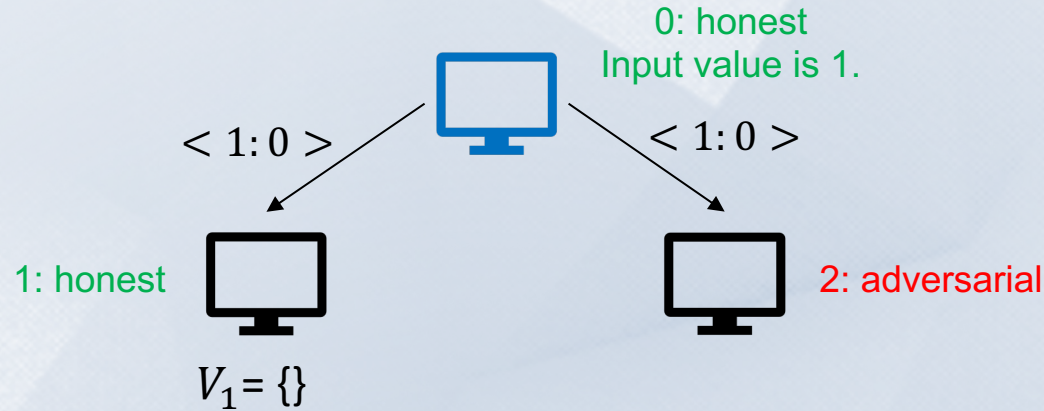 0: honest
Input value is 1.
< 1: 0 >
< 1: 0 >
1: honest
2: adversarial
V₁ = {}